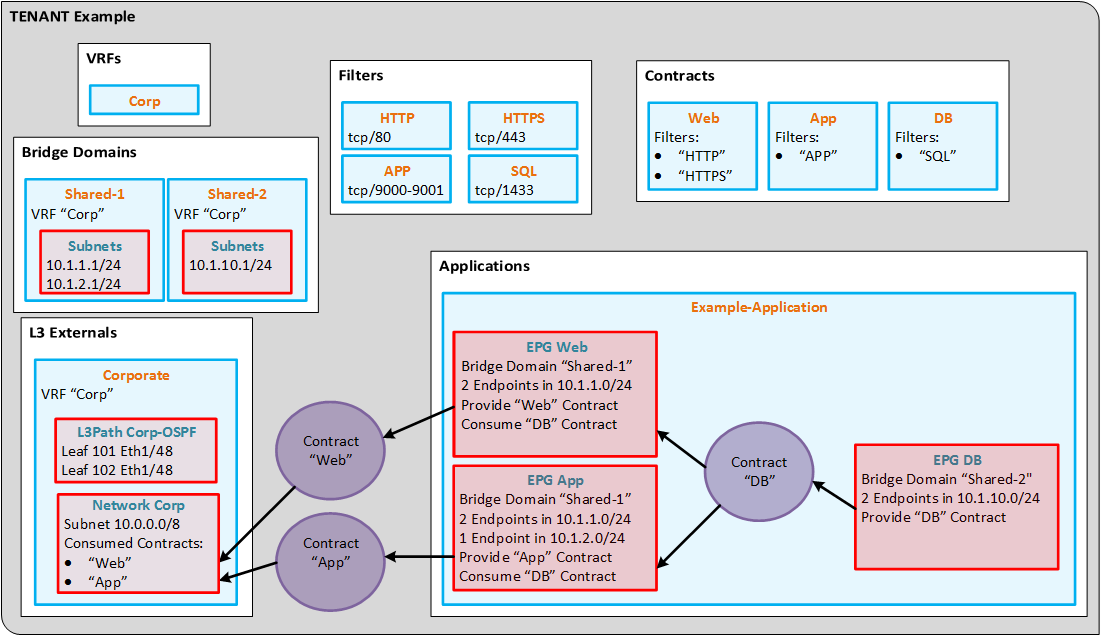 TENANT Example
VRFs
Corp
Filters
HTTP
tcp/80
HTTPS
tcp/443
APP
tcp/9000-9001
SQL
tcp/1433
Contracts
Web
Filters:
• “HTTP”
• “HTTPS”
App
Filters:
• “APP”
DB
Filters:
• “SQL”
Bridge Domains
Shared-1
VRF “Corp”
Subnets
10.1.1.1/24
10.1.2.1/24
Shared-2
VRF “Corp”
Subnets
10.1.10.1/24
L3 Externals
Corporate
VRF “Corp”
L3Path Corp-OSPF
Leaf 101 Eth1/48
Leaf 102 Eth1/48
Network Corp
Subnet 10.0.0.0/8
Consumed Contracts:
• “Web”
• “App”
Contract
“Web”
Contract
“App”
Applications
Example-Application
EPG Web
Bridge Domain “Shared-1”
2 Endpoints in 10.1.1.0/24
Provide “Web” Contract
Consume “DB” Contract
EPG App
Bridge Domain “Shared-1”
2 Endpoints in 10.1.1.0/24
1 Endpoint in 10.1.2.0/24
Provide “App” Contract
Consume “DB” Contract
Contract
“DB”
EPG DB
Bridge Domain “Shared-2"
2 Endpoints in 10.1.10.0/24
Provide “DB” Contract